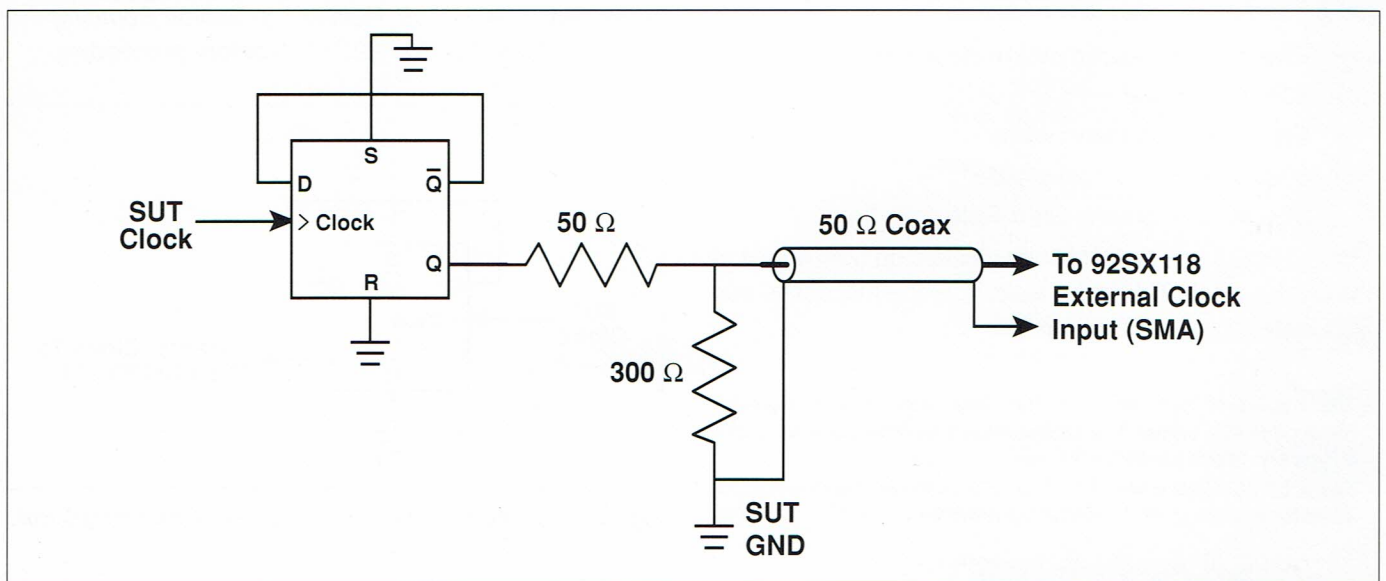 S
D
Q̅
SUT
Clock
> Clock
Q
R
50 Ω
50 Ω Coax
To 92SX118
External Clock
Input (SMA)
300 Ω
SUT
GND